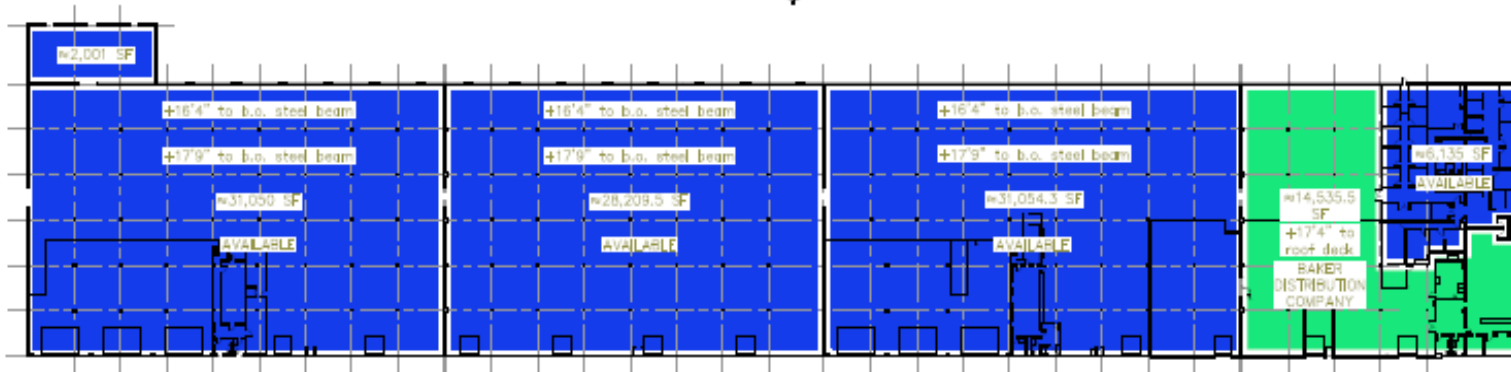 ≈2,001 SF
+16'4" to b.o. steel beam
+16'4" to b.o. steel beam
+16'4" to b.o. steel beam
+17'9" to b.o. steel beam
+17'9" to b.o. steel beam
+17'9" to b.o. steel beam
≈6,135 SF
AVAILABLE
≈31,050 SF
≈28,209.5 SF
≈31,054.3 SF
≈14,535.5
SF
+17'4" to
roof deck
AVAILABLE
AVAILABLE
AVAILABLE
BAKER
DISTRIBUTION
COMPANY